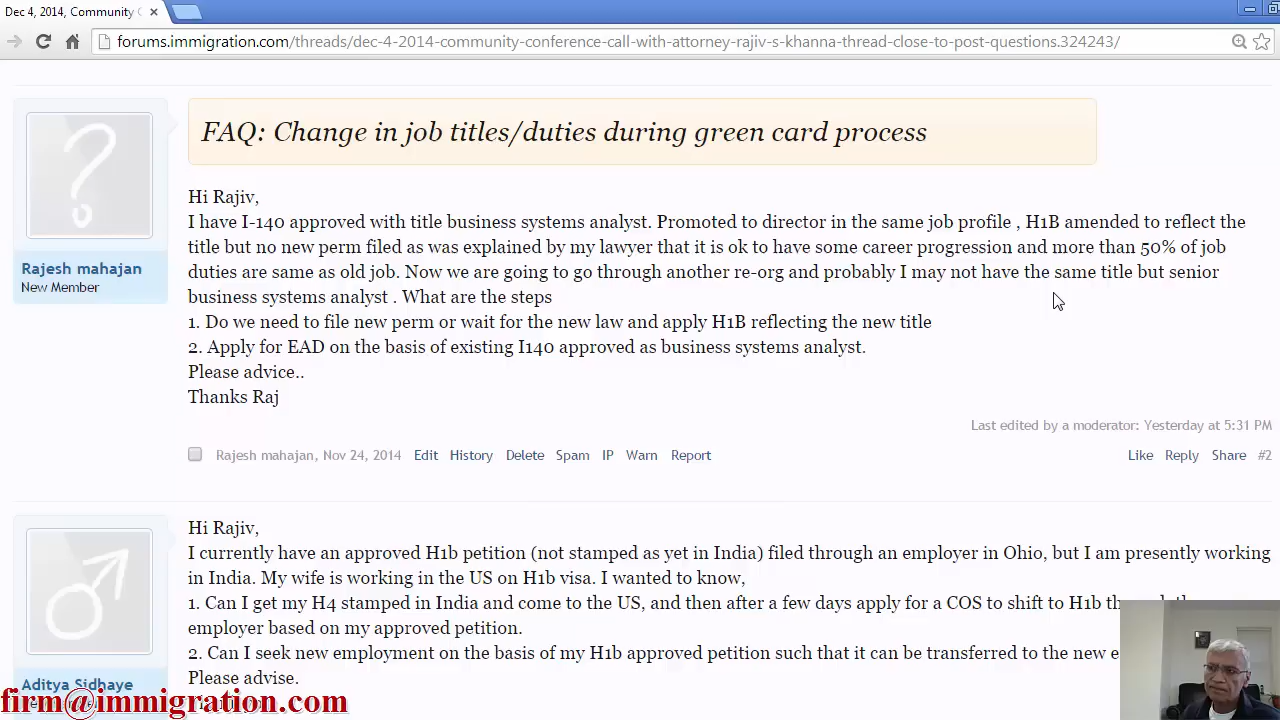 Dec 4, 2014, Community
forums.immigration.com/threads/dec-4-2014-community-conference-call-with-attorney-rajiv-s-khanna-thread-close-to-post-questions.324243/
FAQ: Change in job titles/duties during green card process
Hi Rajiv,
I have I-140 approved with title business systems analyst. Promoted to director in the same job profile , H1B amended to reflect the
title but no new perm filed as was explained by my lawyer that it is ok to have some career progression and more than 50% of job
duties are same as old job. Now we are going to go through another re-org and probably I may not have the same title but senior
business systems analyst . What are the steps
1. Do we need to file new perm or wait for the new law and apply H1B reflecting the new title
2. Apply for EAD on the basis of existing I140 approved as business systems analyst.
Please advice..
Thanks Raj
Rajesh mahajan
New Member
Last edited by a moderator: Yesterday at 5:31 PM
Rajesh mahajan, Nov 24, 2014 Edit History Delete Spam IP Warn Report Like Reply Share #2
Hi Rajiv,
I currently have an approved H1b petition (not stamped as yet in India) filed through an employer in Ohio, but I am presently working
in India. My wife is working in the US on H1b visa. I wanted to know,
1. Can I get my H4 stamped in India and come to the US, and then after a few days apply for a COS to shift to H1b
employer based on my approved petition.
2. Can I seek new employment on the basis of my H1b approved petition such that it can be transferred to the new
Please advise.
Aditya Sidhaye
firm@immigration.com